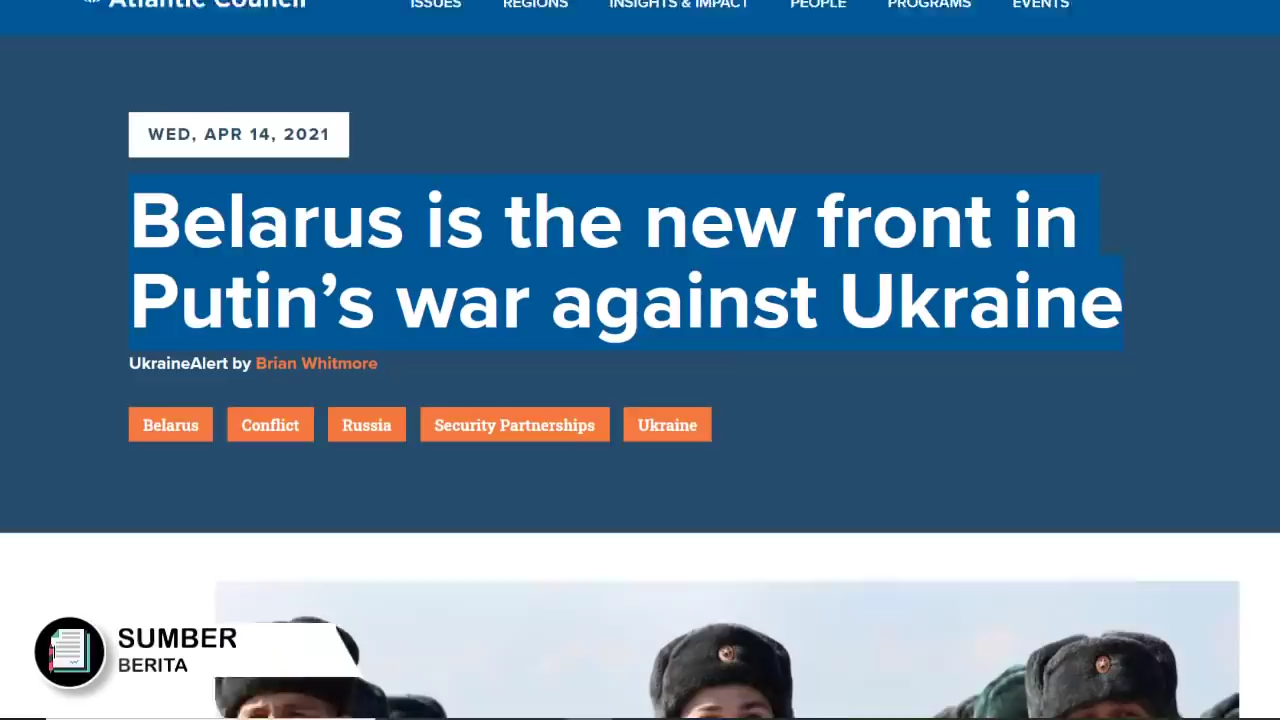 Atlantic Council
ISSUES REGIONS INSIGHTS & IMPACT PEOPLE PROGRAMS EVENTS
WED, APR 14, 2021
Belarus is the new front in
Putin’s war against Ukraine
UkraineAlert by Brian Whitmore
Belarus Conflict Russia Security Partnerships Ukraine
SUMBER
BERITA